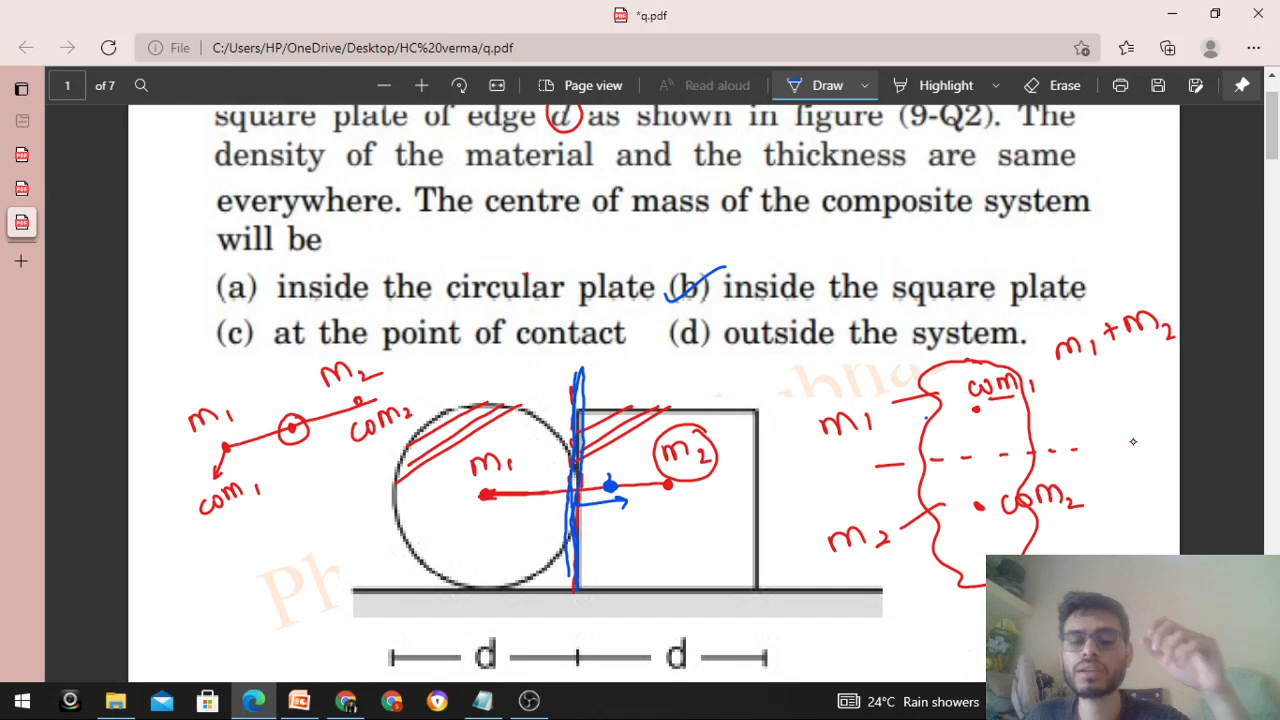 *q.pdf
File C:/Users/HP/OneDrive/Desktop/HC%20verma/q.pdf
1 of 7 Page view Read aloud Draw Highlight Erase
square plate of edge d as shown in figure (9-Q2). The
density of the material and the thickness are same
everywhere. The centre of mass of the composite system
will be
(a) inside the circular plate (b) inside the square plate
(c) at the point of contact (d) outside the system.
m1 + m2
m2
com1
m1
com2
m1
m1
m2
com1
com2
m2
d d
24°C Rain showers